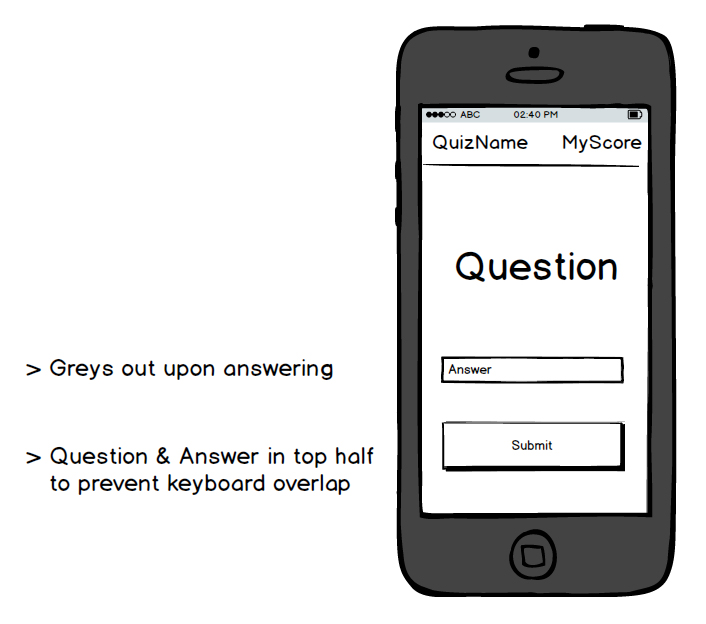 ABC 02:40 PM
QuizName MyScore
Question
> Greys out upon answering
Answer
Submit
> Question & Answer in top half
to prevent keyboard overlap